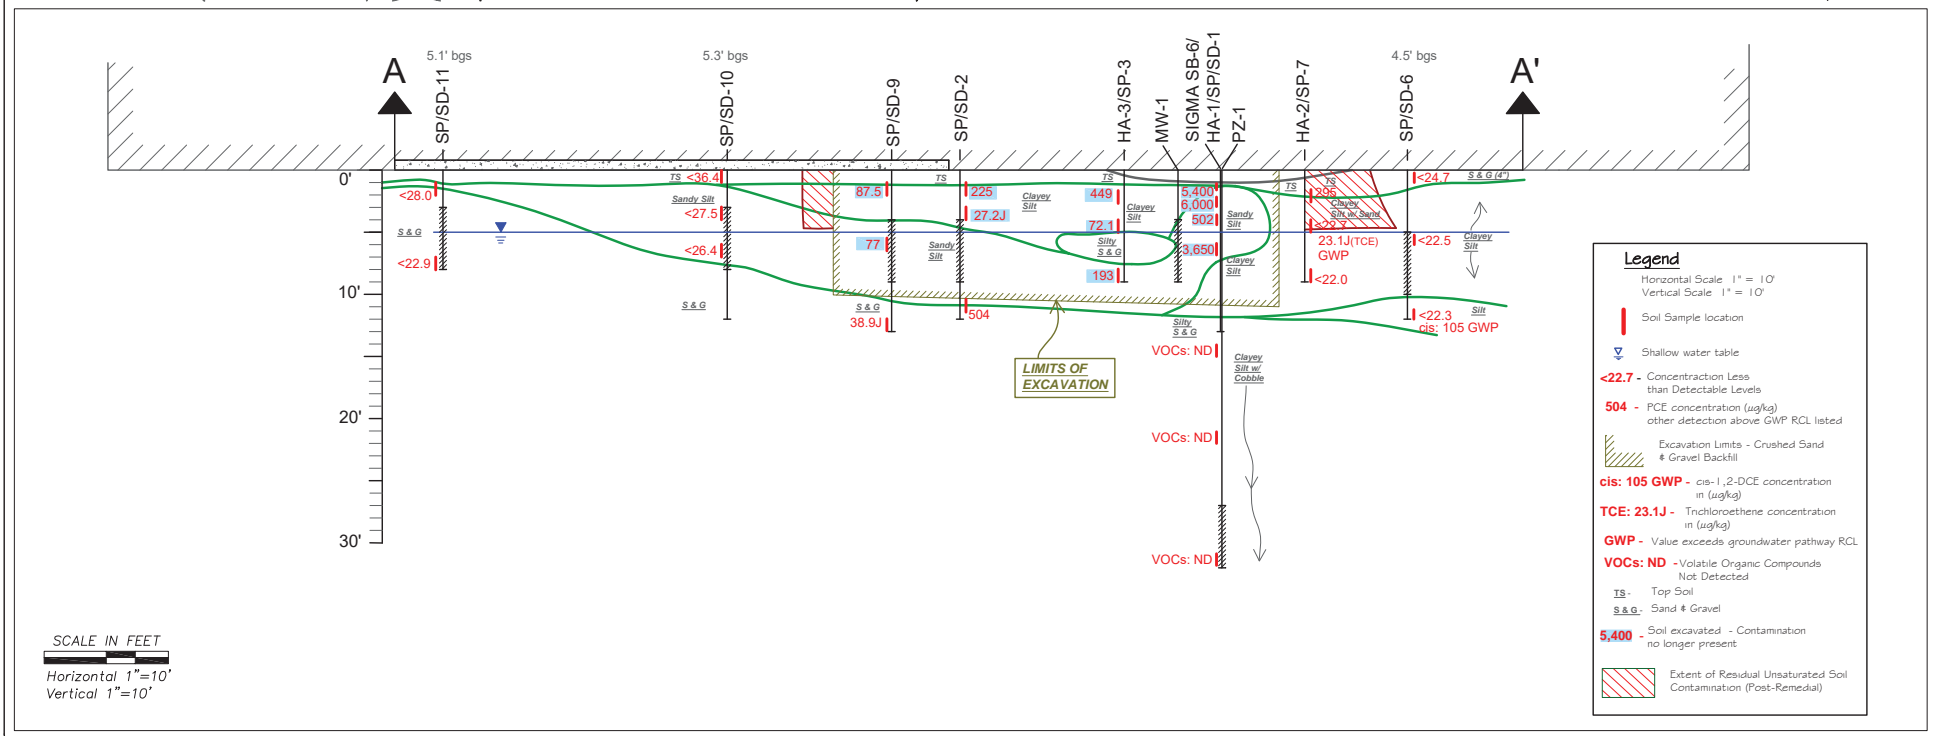 5.1' bgs
5.3' bgs
4.5' bgs
A
A'
SP/SD-11
SP/SD-10
SP/SD-9
SP/SD-2
HA-3/SP-3
MW-1
SIGMA SB-6/
HA-1/SP/SD-1
PZ-1
HA-2/SP-7
SP/SD-6
0'
10'
20'
30'
<28.0
S & G
<22.9
TS
<36.4
Sandy Silt
<27.5
<26.4
S & G
87.5
77
S & G
38.9J
TS
225
27.2J
Sandy
Silt
504
Clayey
Silt
TS
449
Clayey
Silt
72.1
Silty
S & G
193
5,400
6,000
502
3,650
Sandy
Silt
Clayey
Silt
Silty
S & G
VOCs: ND
VOCs: ND
VOCs: ND
Clayey
Silt w/
Cobble
TS
TS
295
Clayey
Silt w/ Sand
<22.7
23.1J(TCE)
GWP
<22.0
<24.7
S & G (4")
<22.5
Clayey
Silt
Silt
<22.3
cis: 105 GWP
LIMITS OF
EXCAVATION
SCALE IN FEET
Horizontal 1"=10'
Vertical 1"=10'
Legend
Horizontal Scale 1" = 10'
Vertical Scale 1" = 10'
Soil Sample location
Shallow water table
<22.7 - Concentraction Less
than Detectable Levels
504 - PCE concentration (µg/kg)
other detection above GWP RCL listed
Excavation Limits - Crushed Sand
& Gravel Backfill
cis: 105 GWP - cis-1,2-DCE concentration
in (µg/kg)
TCE: 23.1J - Trichloroethene concentration
in (µg/kg)
GWP - Value exceeds groundwater pathway RCL
VOCs: ND - Volatile Organic Compounds
Not Detected
TS - Top Soil
S & G - Sand & Gravel
5,400 - Soil excavated - Contamination
no longer present
Extent of Residual Unsaturated Soil
Contamination (Post-Remedial)